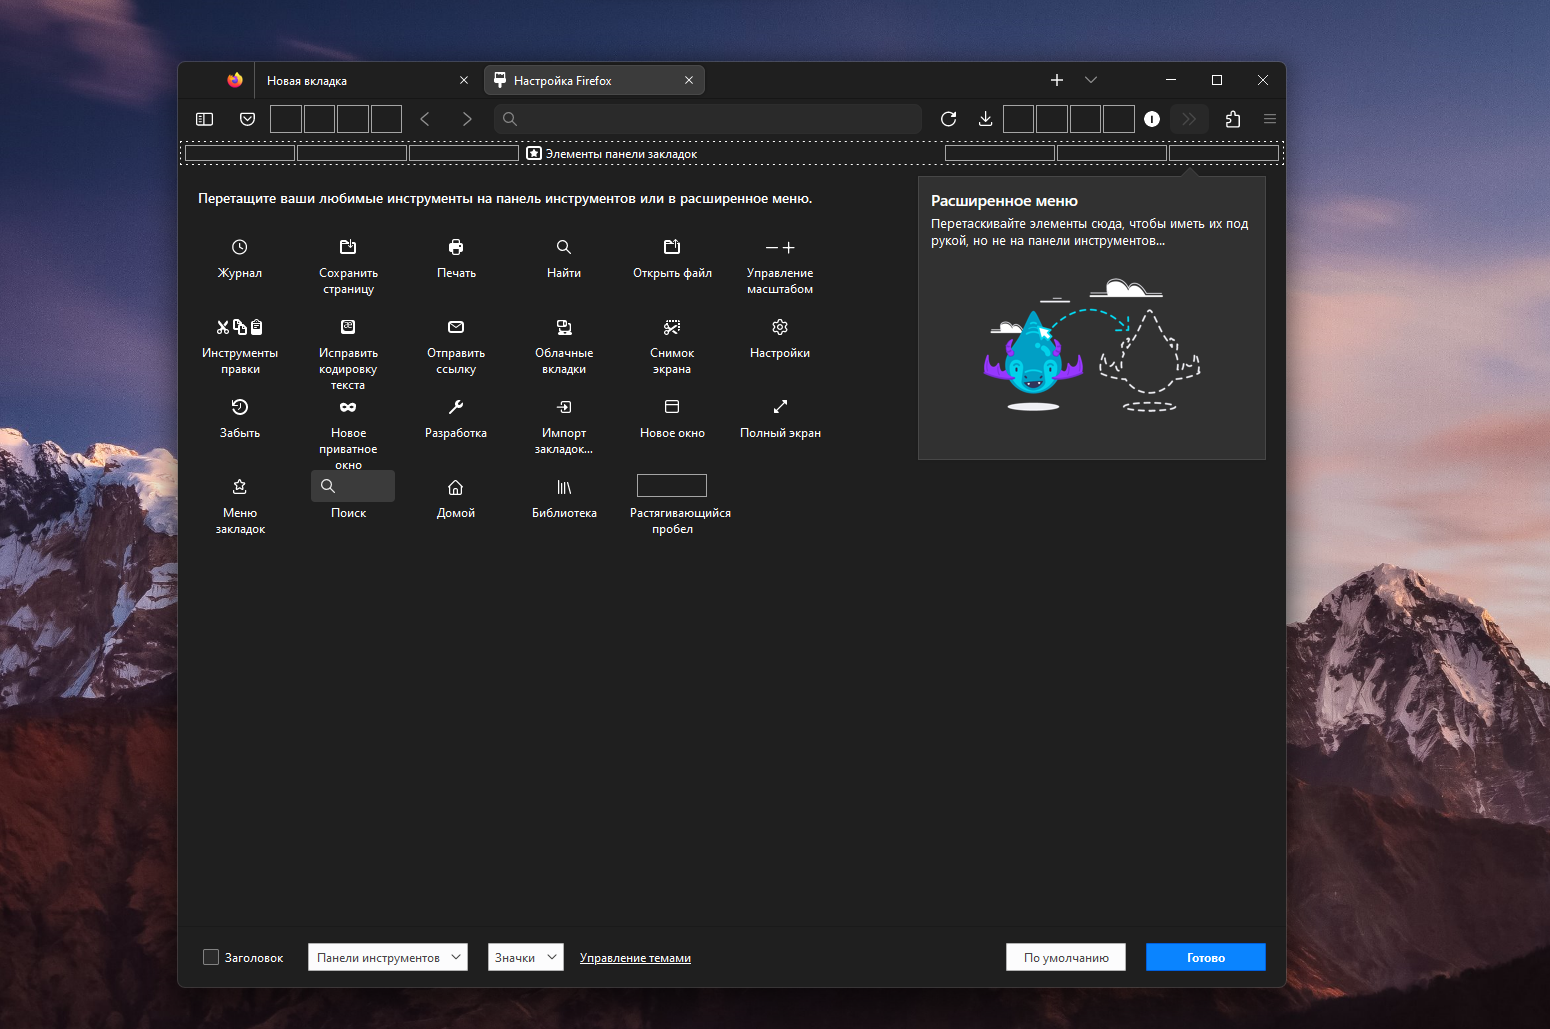 Новая вкладка
Настройка Firefox
Элементы панели закладок
Перетащите ваши любимые инструменты на панель инструментов или в расширенное меню.
Расширенное меню
Перетаскивайте элементы сюда, чтобы иметь их под
рукой, но не на панели инструментов...
Журнал
Сохранить
страницу
Печать
Найти
Открыть файл
Управление
масштабом
Инструменты
правки
Исправить
кодировку
текста
Отправить
ссылку
Облачные
вкладки
Снимок
экрана
Настройки
Забыть
Новое
приватное
окно
Разработка
Импорт
закладок...
Новое окно
Полный экран
Меню
закладок
Поиск
Домой
Библиотека
Растягивающийся
пробел
Заголовок
Панели инструментов
Значки
Управление темами
По умолчанию
Готово